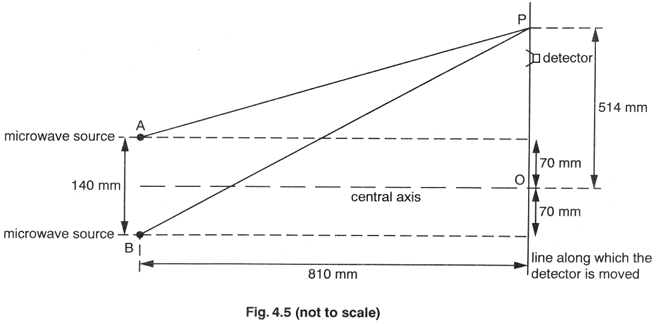 P
detector
514 mm
A
microwave source
70 mm
140 mm
O
central axis
70 mm
microwave source
B
line along which the
detector is moved
810 mm
Fig. 4.5 (not to scale)